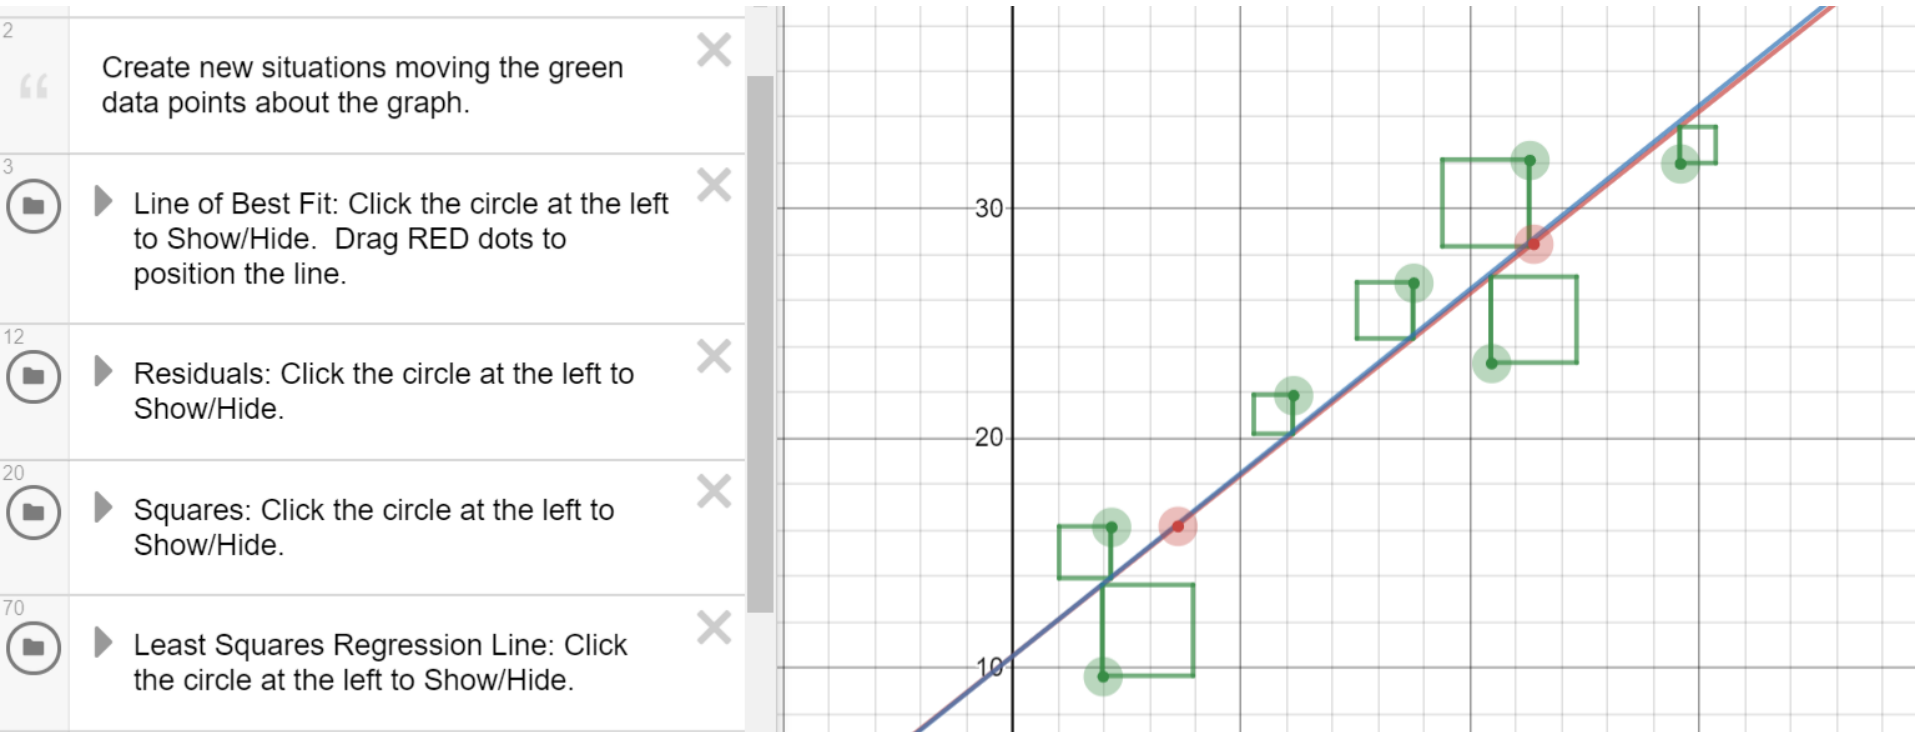 2
“
Create new situations moving the green
data points about the graph.
3
Line of Best Fit: Click the circle at the left
to Show/Hide.  Drag RED dots to
position the line.
12
Residuals: Click the circle at the left to
Show/Hide.
20
Squares: Click the circle at the left to
Show/Hide.
70
Least Squares Regression Line: Click
the circle at the left to Show/Hide.
30
20
10